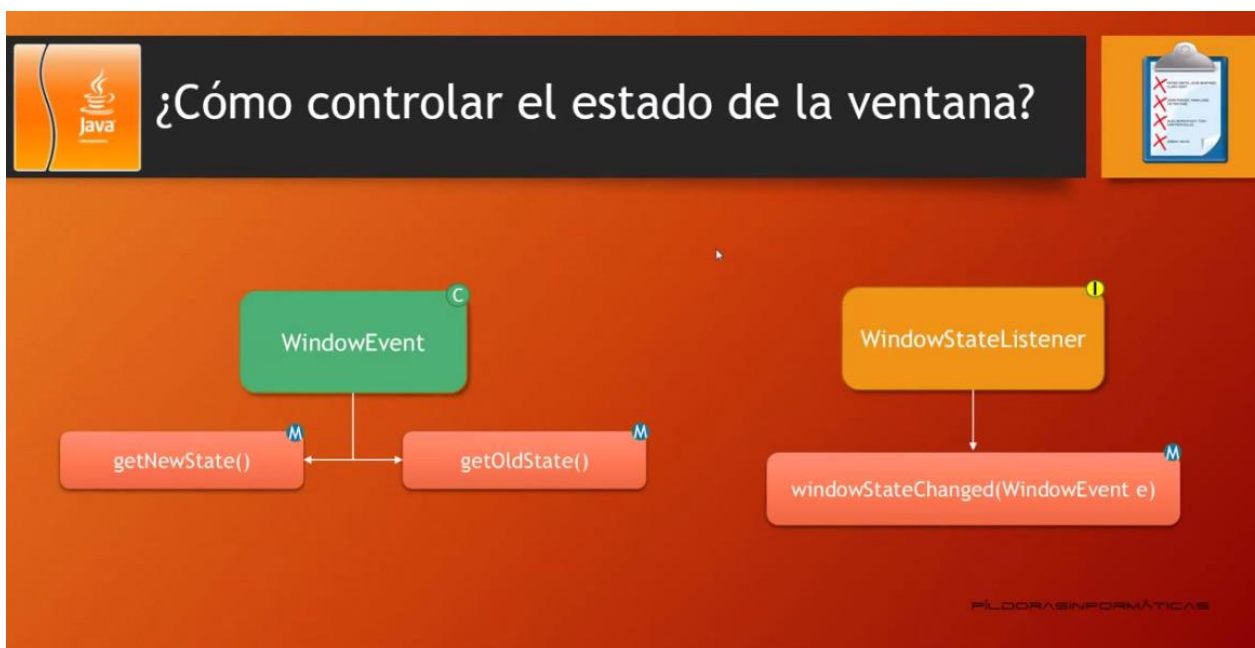 Java
¿Cómo controlar el estado de la ventana?
C
WindowEvent
M
getNewState()
M
getOldState()
I
WindowStateListener
M
windowStateChanged(WindowEvent e)
PÍLDORASINFORMÁTICAS